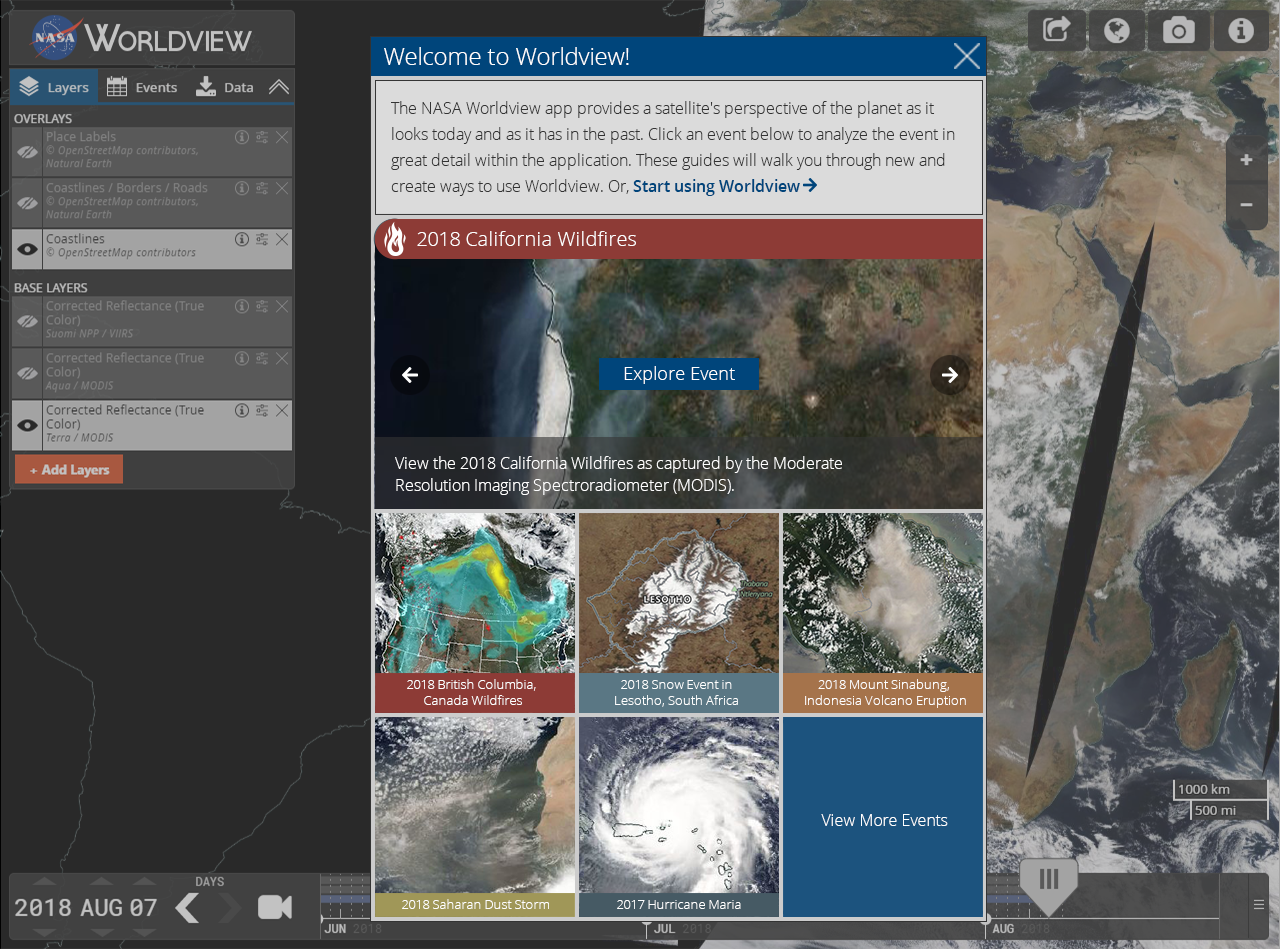 NASA WORLDVIEW
Layers
Events
Data
OVERLAYS
Place Labels
© OpenStreetMap contributors,
Natural Earth
Coastlines / Borders / Roads
© OpenStreetMap contributors,
Natural Earth
Coastlines
© OpenStreetMap contributors
BASE LAYERS
Corrected Reflectance (True
Color)
Suomi NPP / VIIRS
Corrected Reflectance (True
Color)
Aqua / MODIS
Corrected Reflectance (True
Color)
Terra / MODIS
+ Add Layers
Welcome to Worldview!
The NASA Worldview app provides a satellite's perspective of the planet as it
looks today and as it has in the past. Click an event below to analyze the event in
great detail within the application. These guides will walk you through new and
create ways to use Worldview. Or, Start using Worldview
2018 California Wildfires
Explore Event
View the 2018 California Wildfires as captured by the Moderate
Resolution Imaging Spectroradiometer (MODIS).
2018 British Columbia,
Canada Wildfires
LESOTHO
Thabana
Ntlenyana
2018 Snow Event in
Lesotho, South Africa
2018 Mount Sinabung,
Indonesia Volcano Eruption
2018 Saharan Dust Storm
2017 Hurricane Maria
View More Events
+
−
1000 km
500 mi
DAYS
2018 AUG 07
JUN 2018
JUL 2018
AUG 2018